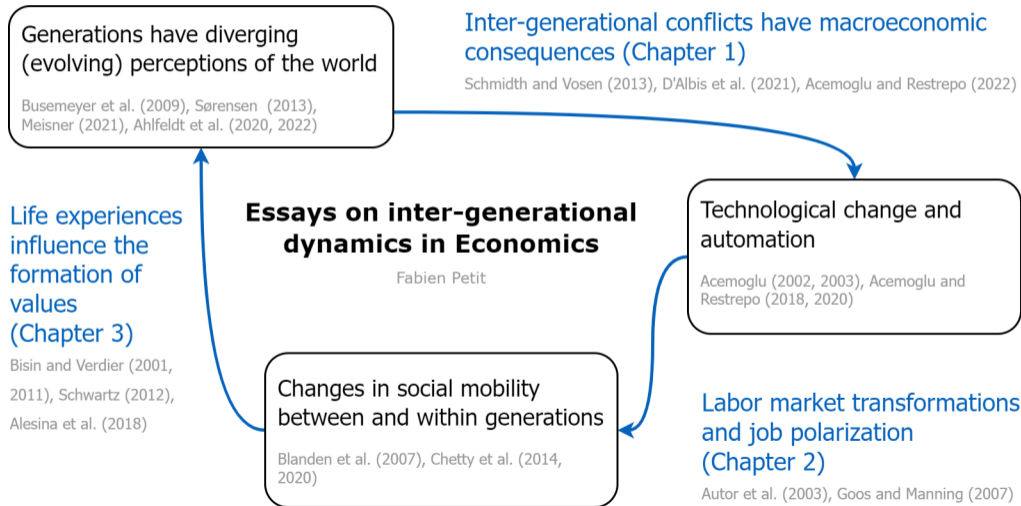 Generations have diverging
(evolving) perceptions of the world
Busemeyer et al. (2009), Sørensen (2013),
Meisner (2021), Ahlfeldt et al. (2020, 2022)
Inter-generational conflicts have macroeconomic
consequences (Chapter 1)
Schmidth and Vosen (2013), D'Albis et al. (2021), Acemoglu and Restrepo (2022)
Life experiences
influence the
formation of
values
(Chapter 3)
Bisin and Verdier (2001,
2011), Schwartz (2012),
Alesina et al. (2018)
Essays on inter-generational
dynamics in Economics
Fabien Petit
Technological change and
automation
Acemoglu (2002, 2003), Acemoglu and
Restrepo (2018, 2020)
Changes in social mobility
between and within generations
Blanden et al. (2007), Chetty et al. (2014,
2020)
Labor market transformations
and job polarization
(Chapter 2)
Autor et al. (2003), Goos and Manning (2007)